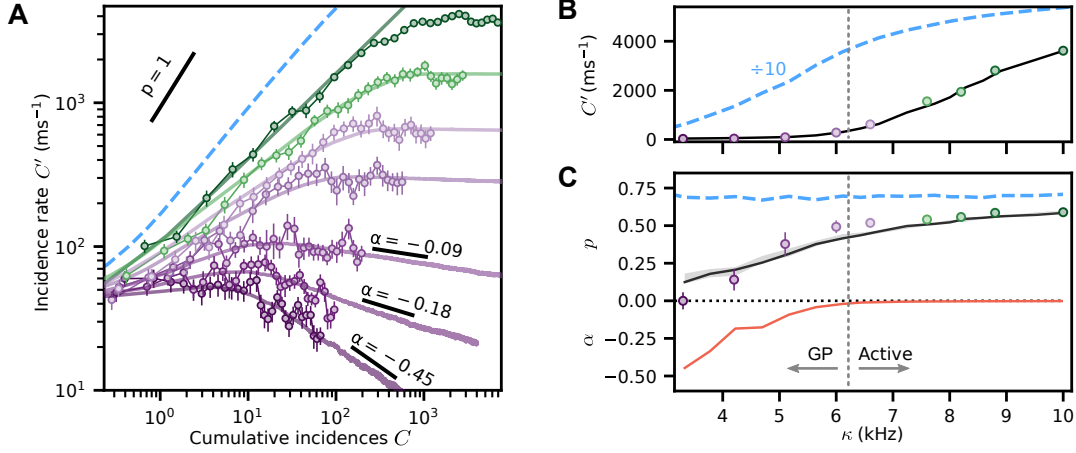 A
Incidence rate C′ (ms⁻¹)
10³
10²
10¹
p = 1
α = −0.09
α = −0.18
α = −0.45
10⁰
10¹
10²
10³
Cumulative incidences C
B
C″ (ms⁻¹)
4000
2000
0
÷10
C
p
α
0.75
0.50
0.25
0.00
−0.25
−0.50
GP
Active
4
5
6
7
8
9
10
κ (kHz)